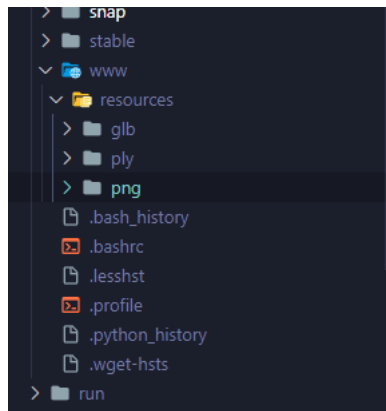 snap
stable
www
resources
glb
ply
png
.bash_history
.bashrc
.lesshst
.profile
.python_history
.wget-hsts
run